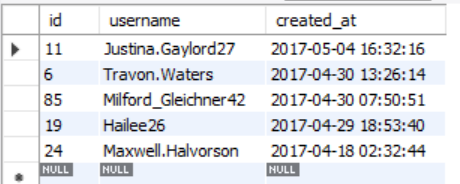 id username created_at
11 Justina.Gaylord27 2017-05-04 16:32:16
6 Travon.Waters 2017-04-30 13:26:14
85 Milford_Gleichner42 2017-04-30 07:50:51
19 Hailee26 2017-04-29 18:53:40
24 Maxwell.Halvorson 2017-04-18 02:32:44
NULL NULL NULL